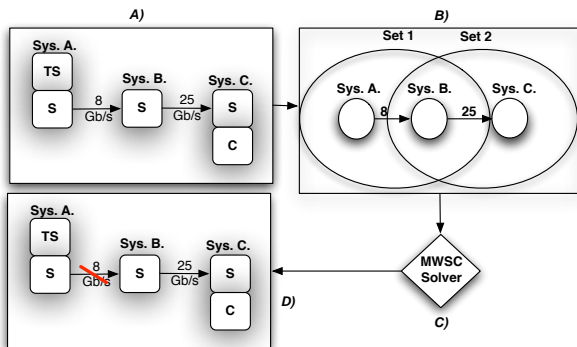 A)
Sys. A.
TS
S
8
Gb/s
Sys. B.
S
25
Gb/s
Sys. C.
S
C
B)
Set 1
Set 2
Sys. A.
Sys. B.
Sys. C.
8
25
MWSC
Solver
C)
Sys. A.
TS
S
8
Gb/s
Sys. B.
S
25
Gb/s
Sys. C.
S
C
D)